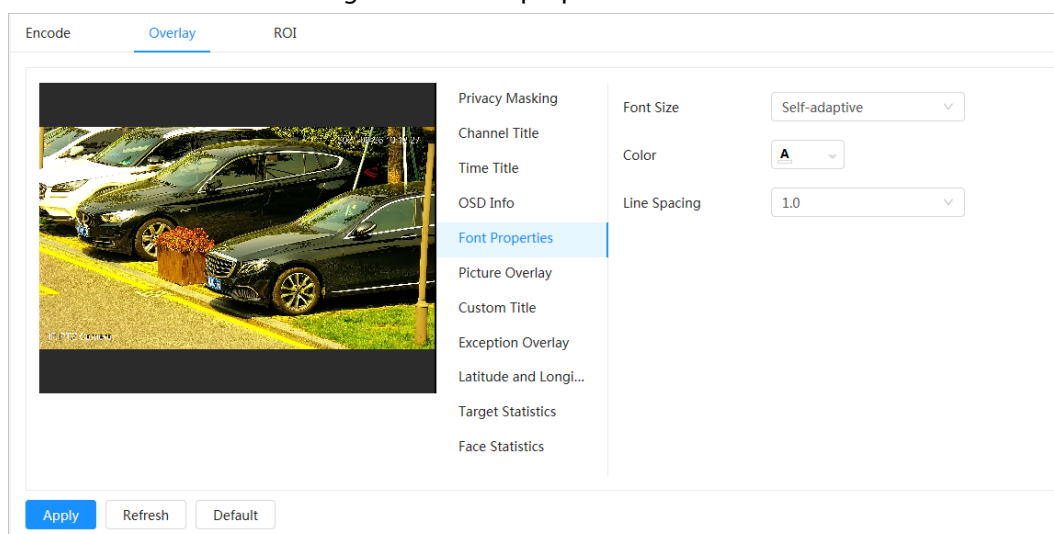 Encode Overlay ROI
Privacy Masking
Channel Title
Time Title
OSD Info
Font Properties
Picture Overlay
Custom Title
Exception Overlay
Latitude and Longi...
Target Statistics
Face Statistics
Font Size Self-adaptive
Color A
Line Spacing 1.0
Apply Refresh Default